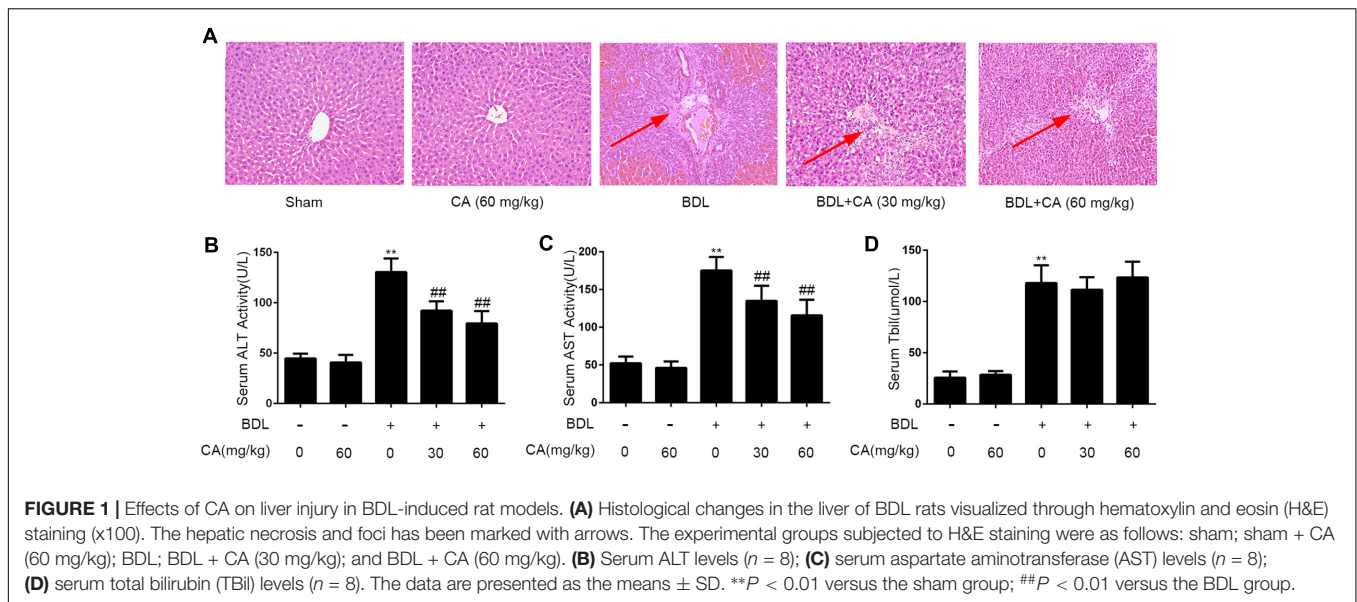 A
Sham
CA (60 mg/kg)
BDL
BDL+CA (30 mg/kg)
BDL+CA (60 mg/kg)
B
Serum ALT Activity(U/L)
150
100
50
0
**
##
##
BDL - - + + +
CA(mg/kg) 0 60 0 30 60
C
Serum AST Activity(U/L)
200
150
100
50
0
**
##
##
BDL - - + + +
CA(mg/kg) 0 60 0 30 60
D
Serum Tbil(umol/L)
150
100
50
0
**
BDL - - + + +
CA(mg/kg) 0 60 0 30 60
FIGURE 1 | Effects of CA on liver injury in BDL-induced rat models. (A) Histological changes in the liver of BDL rats visualized through hematoxylin and eosin (H&E)
staining (x100). The hepatic necrosis and foci has been marked with arrows. The experimental groups subjected to H&E staining were as follows: sham; sham + CA
(60 mg/kg); BDL; BDL + CA (30 mg/kg); and BDL + CA (60 mg/kg). (B) Serum ALT levels (n = 8); (C) serum aspartate aminotransferase (AST) levels (n = 8);
(D) serum total bilirubin (TBil) levels (n = 8). The data are presented as the means ± SD. **P < 0.01 versus the sham group; ##P < 0.01 versus the BDL group.